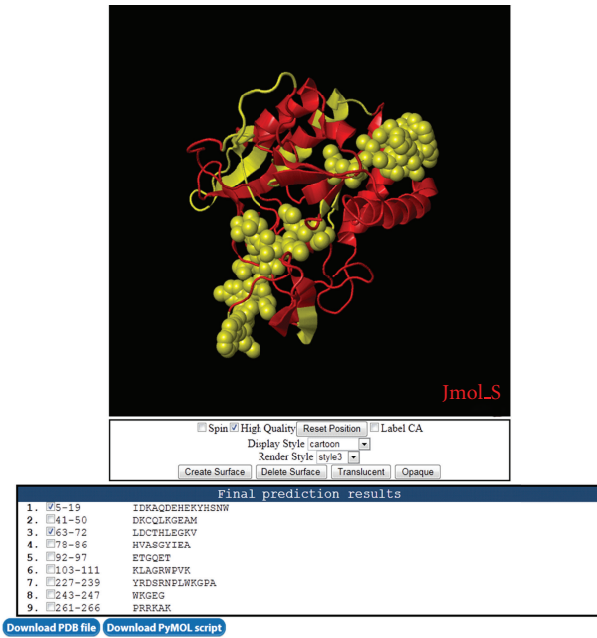 Jmol_S
Spin High Quality Reset Position Label CA
Display Style cartoon
Render Style style3
Create Surface Delete Surface Translucent Opaque
Final prediction results
1. 5-19 IDKAQDEHEKYHSNW
2. 41-50 DKCQLKGEAM
3. 63-72 LDCTHLEGKV
4. 78-86 HVASGYIEA
5. 92-97 ETGQET
6. 103-111 KLAGRWPVK
7. 227-239 YRDSRNPLWKGPA
8. 243-247 WKGEG
9. 261-266 PRRKAK
Download PDB file Download PyMOL script